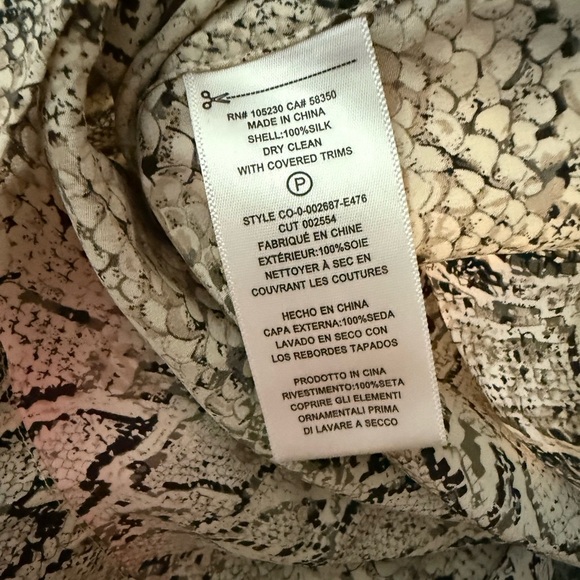 RN# 105230 CA# 58350
MADE IN CHINA
SHELL:100%SILK
DRY CLEAN
WITH COVERED TRIMS
P
STYLE CO-0-002687-E476
CUT 002554
FABRIQUÉ EN CHINE
EXTÉRIEUR:100%SOIE
NETTOYER À SEC EN
COUVRANT LES COUTURES
HECHO EN CHINA
CAPA EXTERNA:100%SEDA
LAVADO EN SECO CON
LOS REBORDES TAPADOS
PRODOTTO IN CINA
RIVESTIMENTO:100%SETA
COPRIRE GLI ELEMENTI
ORNAMENTALI PRIMA
DI LAVARE A SECCO